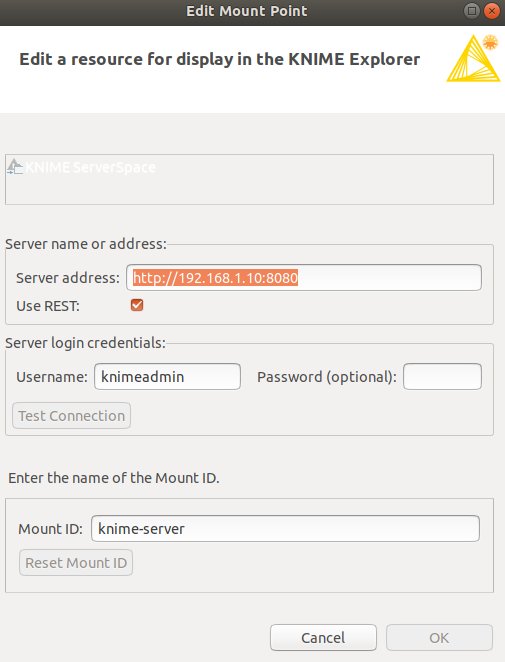 Edit Mount Point
Edit a resource for display in the KNIME Explorer
KNIME ServerSpace
Server name or address:
Server address: http://192.168.1.10:8080
Use REST:
Server login credentials:
Username: knimeadmin Password (optional):
Test Connection
Enter the name of the Mount ID.
Mount ID: knime-server
Reset Mount ID
Cancel OK